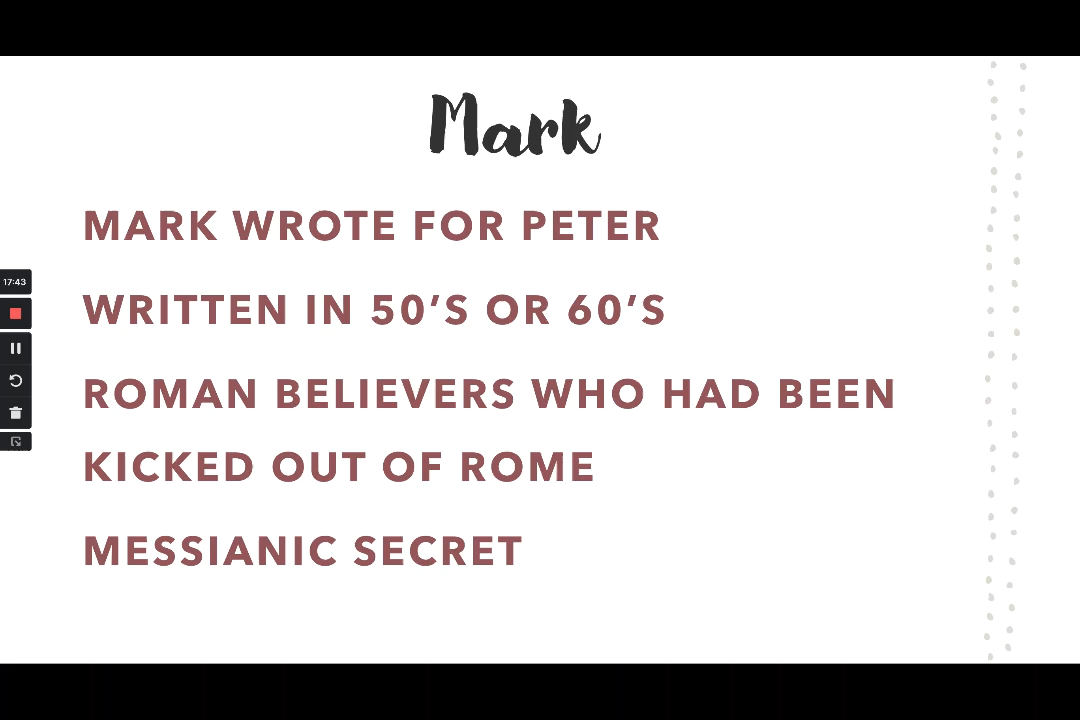 Mark
MARK WROTE FOR PETER
WRITTEN IN 50’S OR 60’S
17:43
ROMAN BELIEVERS WHO HAD BEEN
KICKED OUT OF ROME
MESSIANIC SECRET